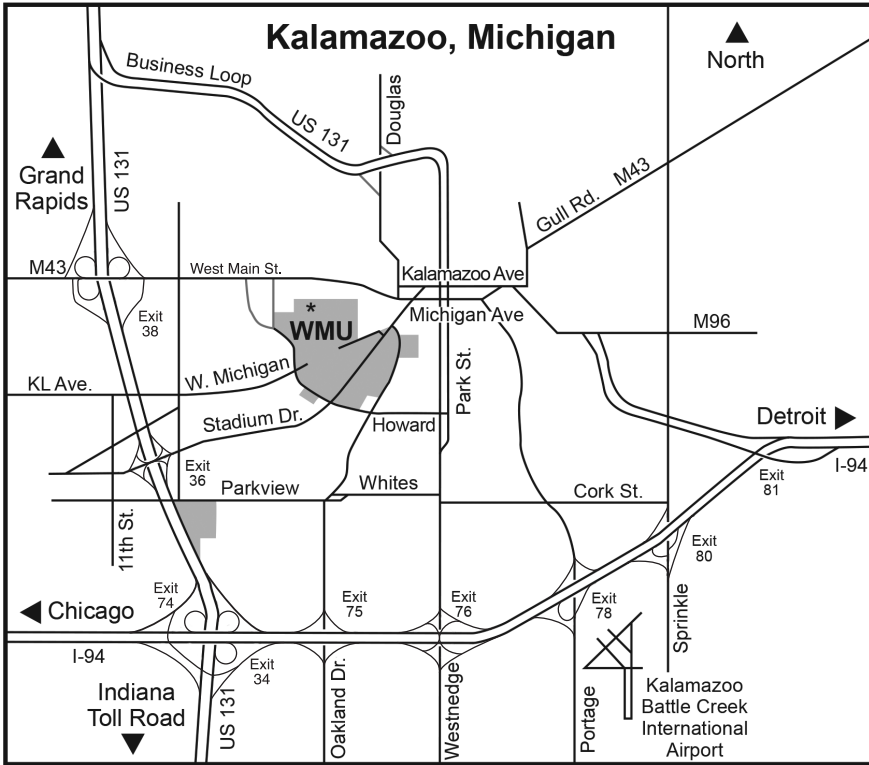 Kalamazoo, Michigan
North
Business Loop
US 131
Douglas
Grand
Rapids
US 131
Gull Rd.
M43
M43
West Main St.
Kalamazoo Ave
*
WMU
Michigan Ave
Exit
38
M96
KL Ave.
W. Michigan
Park St.
Stadium Dr.
Howard
Detroit
I-94
Exit
36
Exit
81
Parkview
Whites
Cork St.
11th St.
Exit
80
Exit
74
Exit
75
Exit
76
Exit
78
Chicago
I-94
Exit
34
Sprinkle
Indiana
Toll Road
US 131
Oakland Dr.
Westnedge
Portage
Kalamazoo
Battle Creek
International
Airport